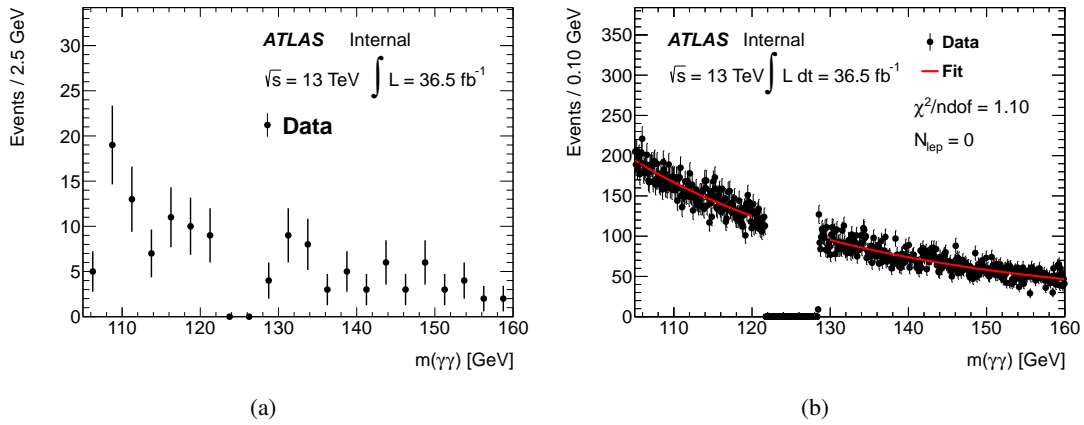 Events / 2.5 GeV
ATLAS Internal
√s = 13 TeV ∫ L = 36.5 fb⁻¹
Data
0 5 10 15 20 25 30
110 120 130 140 150 160
m(γγ) [GeV]
(a)
Events / 0.10 GeV
ATLAS Internal
√s = 13 TeV ∫ L dt = 36.5 fb⁻¹
Data
Fit
χ²/ndof = 1.10
N_lep = 0
0 50 100 150 200 250 300 350
110 120 130 140 150 160
m(γγ) [GeV]
(b)